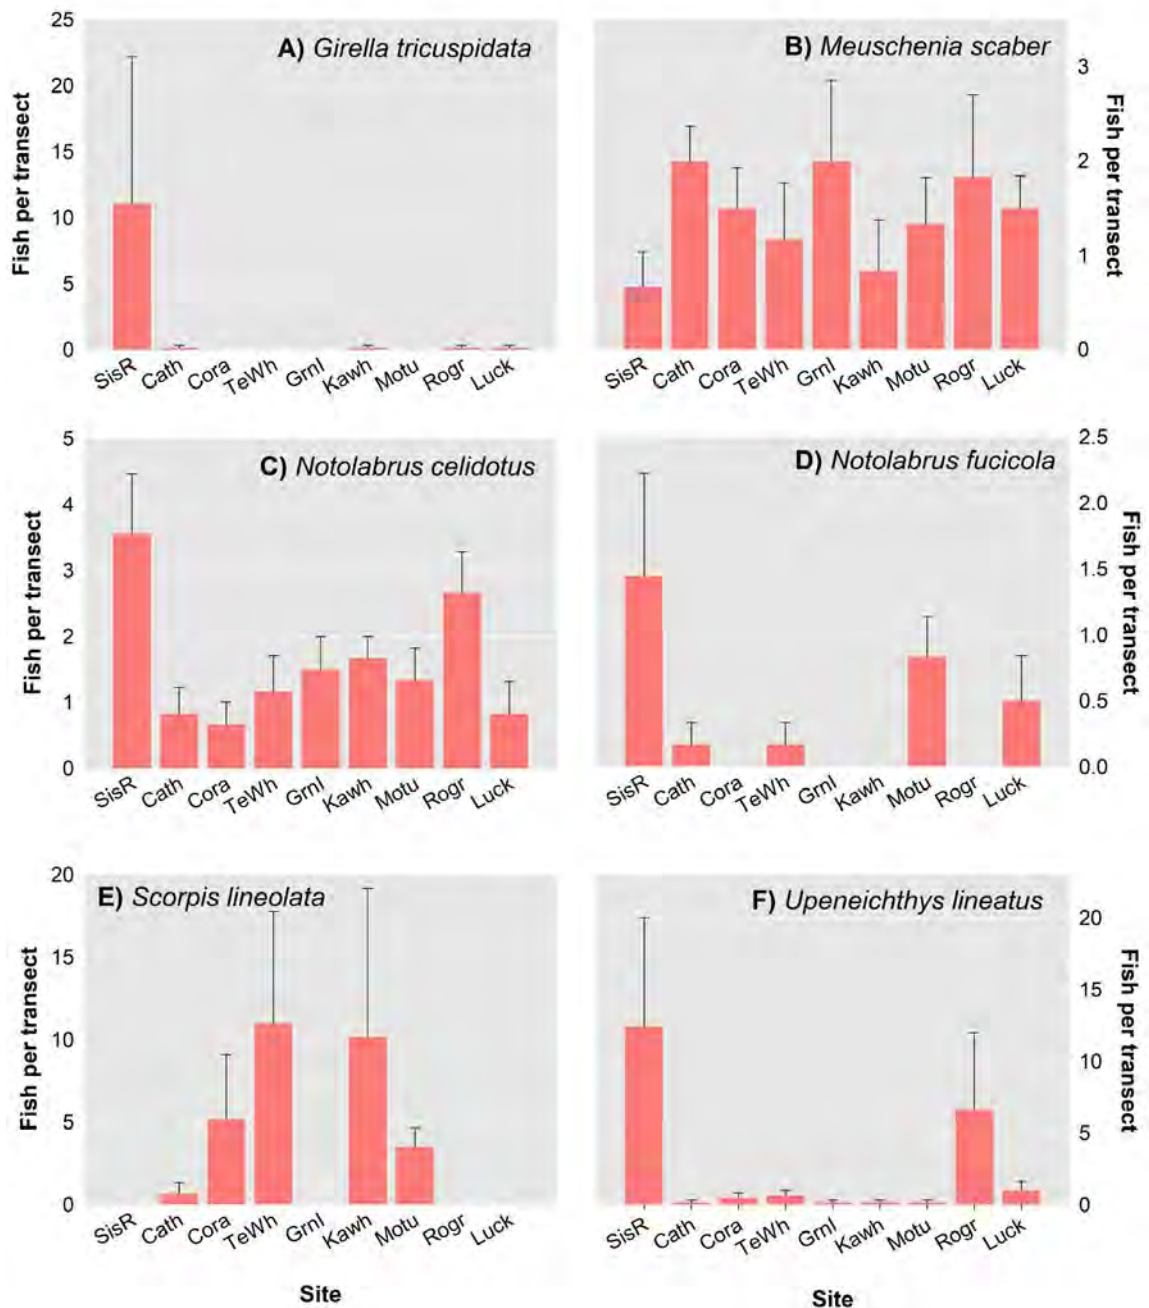 A) Girella tricuspidata
Fish per transect
25
20
15
10
5
0
SisR Cath Cora TeWh Grnl Kawh Motu Rogr Luck
B) Meuschenia scaber
Fish per transect
3
2
1
0
SisR Cath Cora TeWh Grnl Kawh Motu Rogr Luck
C) Notolabrus celidotus
Fish per transect
5
4
3
2
1
0
SisR Cath Cora TeWh Grnl Kawh Motu Rogr Luck
D) Notolabrus fucicola
Fish per transect
2.5
2.0
1.5
1.0
0.5
0.0
SisR Cath Cora TeWh Grnl Kawh Motu Rogr Luck
E) Scorpis lineolata
Fish per transect
20
15
10
5
0
SisR Cath Cora TeWh Grnl Kawh Motu Rogr Luck
Site
F) Upeneichthys lineatus
Fish per transect
20
15
10
5
0
SisR Cath Cora TeWh Grnl Kawh Motu Rogr Luck
Site